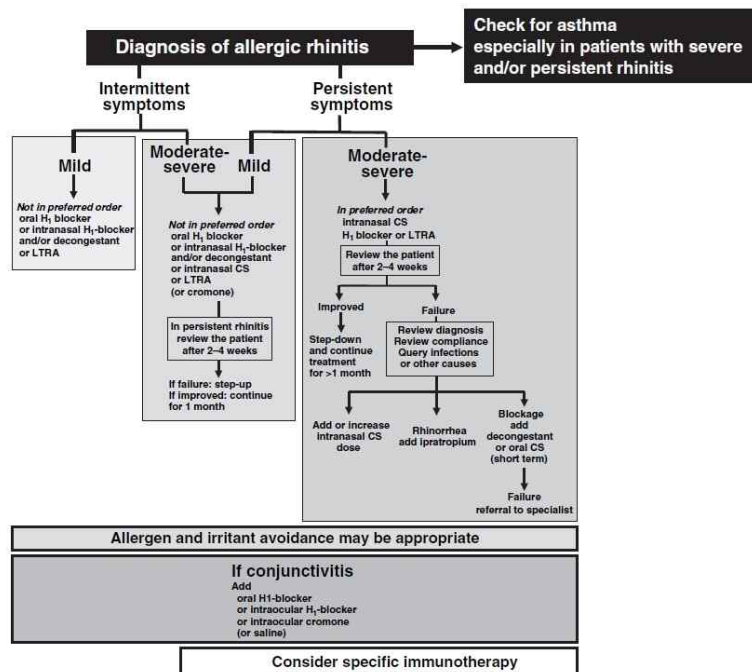 Diagnosis of allergic rhinitis
Check for asthma
especially in patients with severe
and/or persistent rhinitis
Intermittent
symptoms
Persistent
symptoms
Mild
Not in preferred order
oral H₁ blocker
or intranasal H₁-blocker
and/or decongestant
or LTRA
Moderate-
severe
Mild
Not in preferred order
oral H₁ blocker
or intranasal H₁-blocker
and/or decongestant
or intranasal CS
or LTRA
(or cromone)
In persistent rhinitis
review the patient
after 2–4 weeks
If failure: step-up
If improved: continue
for 1 month
Moderate-
severe
In preferred order
intranasal CS
H₁ blocker or LTRA
Review the patient
after 2–4 weeks
Improved
Step-down
and continue
treatment
for >1 month
Failure
Review diagnosis
Review compliance
Query infections
or other causes
Add or increase
intranasal CS
dose
Rhinorrhea
add ipratropium
Blockage
add
decongestant
or oral CS
(short term)
Failure
referral to specialist
Allergen and irritant avoidance may be appropriate
If conjunctivitis
Add
oral H1-blocker
or intraocular H₁-blocker
or intraocular cromone
(or saline)
Consider specific immunotherapy